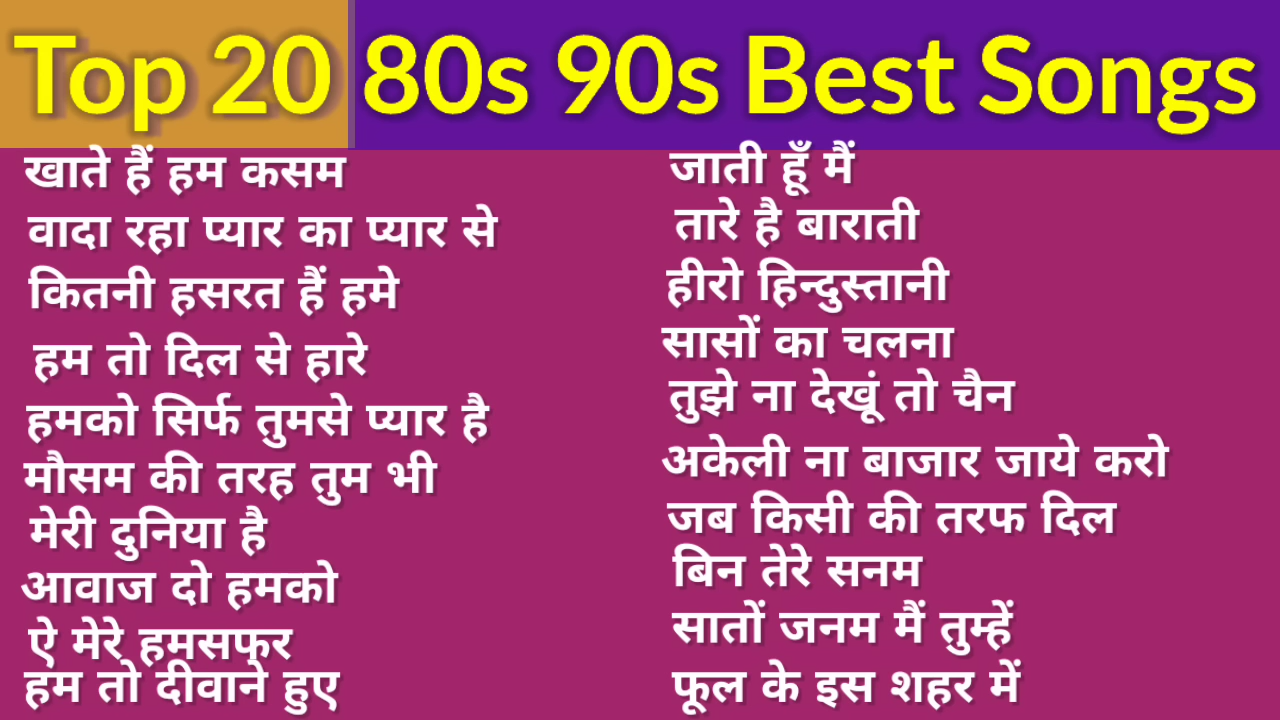 Top 20 80s 90s Best Songs
खाते हैं हम कसम
वादा रहा प्यार का प्यार से
कितनी हसरत हैं हमे
हम तो दिल से हारे
हमको सिर्फ तुमसे प्यार है
मौसम की तरह तुम भी
मेरी दुनिया है
आवाज दो हमको
ऐ मेरे हमसफर
हम तो दीवाने हुए
जाती हूँ मैं
तारे है बाराती
हीरो हिन्दुस्तानी
सासों का चलना
तुझे ना देखूं तो चैन
अकेली ना बाजार जाये करो
जब किसी की तरफ दिल
बिन तेरे सनम
सातों जनम मैं तुम्हें
फूल के इस शहर में